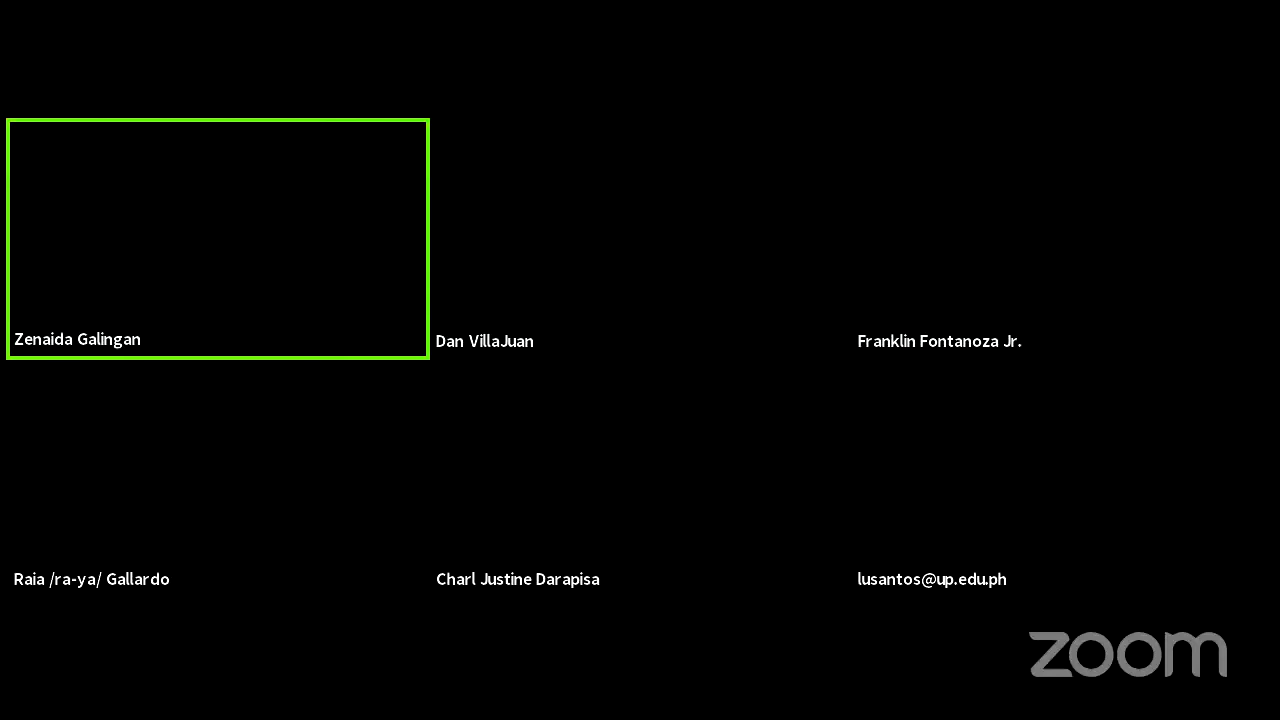 Zenaida Galingan
Dan VillaJuan
Franklin Fontanoza Jr.
Raia /ra-ya/ Gallardo
Charl Justine Darapisa
lusantos@up.edu.ph
zoom